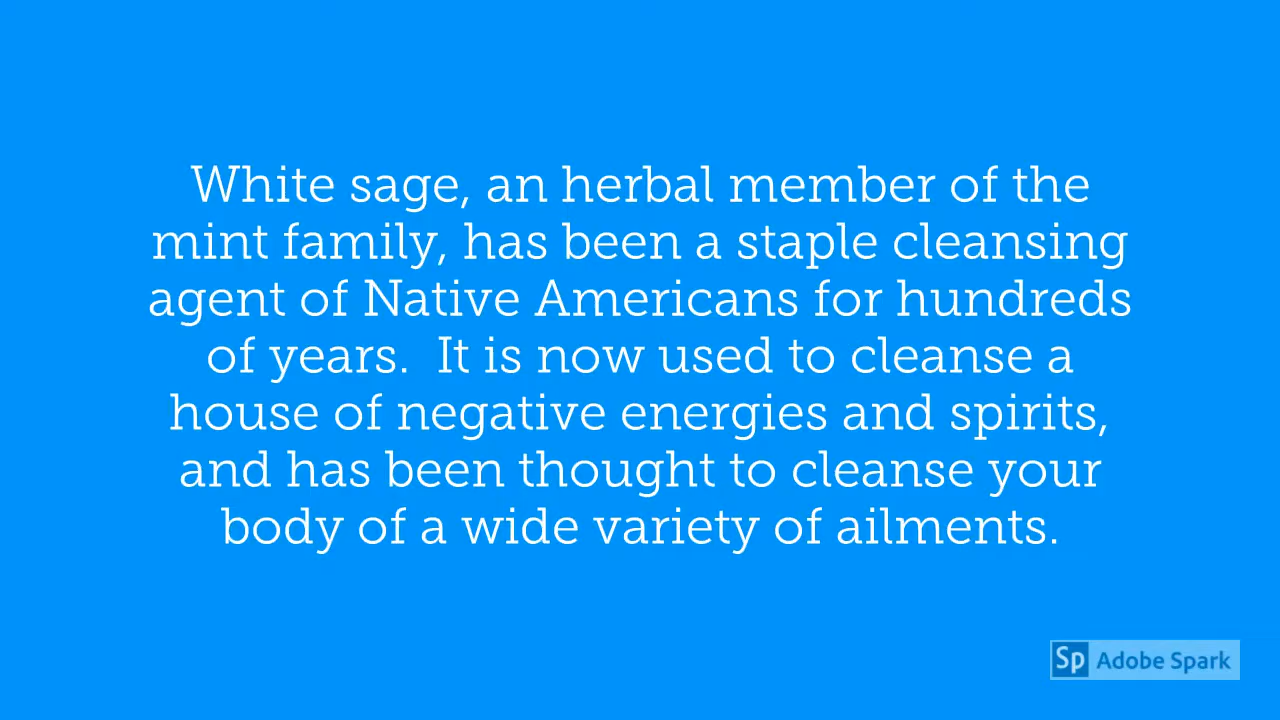 White sage, an herbal member of the
mint family, has been a staple cleansing
agent of Native Americans for hundreds
of years.  It is now used to cleanse a
house of negative energies and spirits,
and has been thought to cleanse your
body of a wide variety of ailments.
Sp Adobe Spark